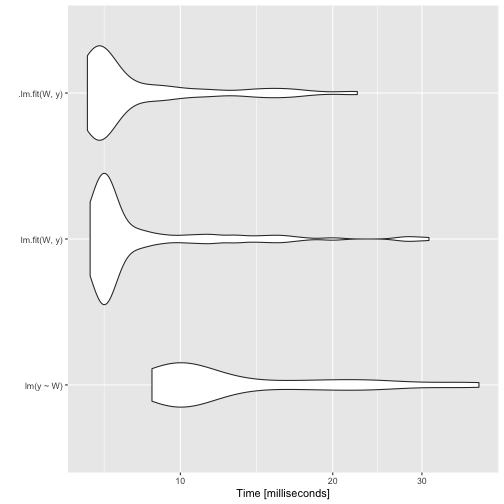 .lm.fit(W, y)
lm.fit(W, y)
lm(y ~ W)
10
20
30
Time [milliseconds]